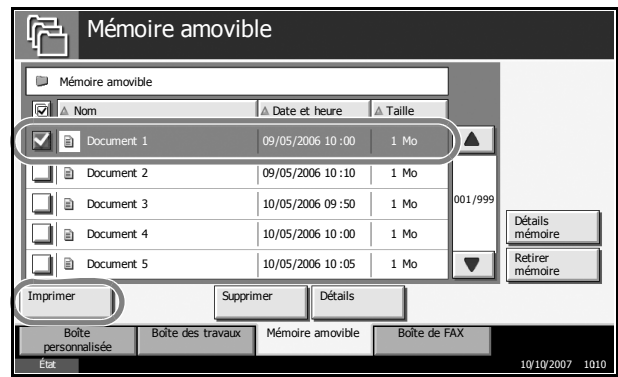 Mémoire amovible
Mémoire amovible
Nom Date et heure Taille
Document 1 09/05/2006 10:00 1 Mo
Document 2 09/05/2006 10:10 1 Mo
Document 3 10/05/2006 09:50 1 Mo
Document 4 10/05/2006 10:00 1 Mo
Document 5 10/05/2006 10:05 1 Mo
001/999
Détails
mémoire
Retirer
mémoire
Imprimer Supprimer Détails
Boîte
personnalisée
Boîte des travaux Mémoire amovible Boîte de FAX
État 10/10/2007 1010